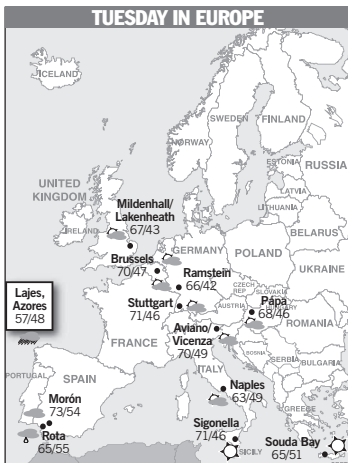 TUESDAY IN EUROPE
ICELAND
SWEDEN
FINLAND
NORWAY
ESTONIA
RUSSIA
LATVIA
LITHUANIA
UNITED
KINGDOM
Mildenhall/
Lakenheath
67/43
IRELAND
BELARUS
Brussels
70/47
GERMANY
POLAND
Ramstein
66/42
UKRAINE
CZECH
REP
SLOVAKIA
Lajes,
Azores
57/48
Stuttgart
71/46
AUSTRIA
HUNGARY
Pápa
68/46
FRANCE
Aviano/
Vicenza
70/49
ROMANIA
BOSNIA
SERBIA
BULGARIA
ITALY
PORTUGAL
SPAIN
Morón
73/54
Naples
63/49
Rota
65/55
Sigonella
71/46
GREECE
SICILY
Souda Bay
65/51